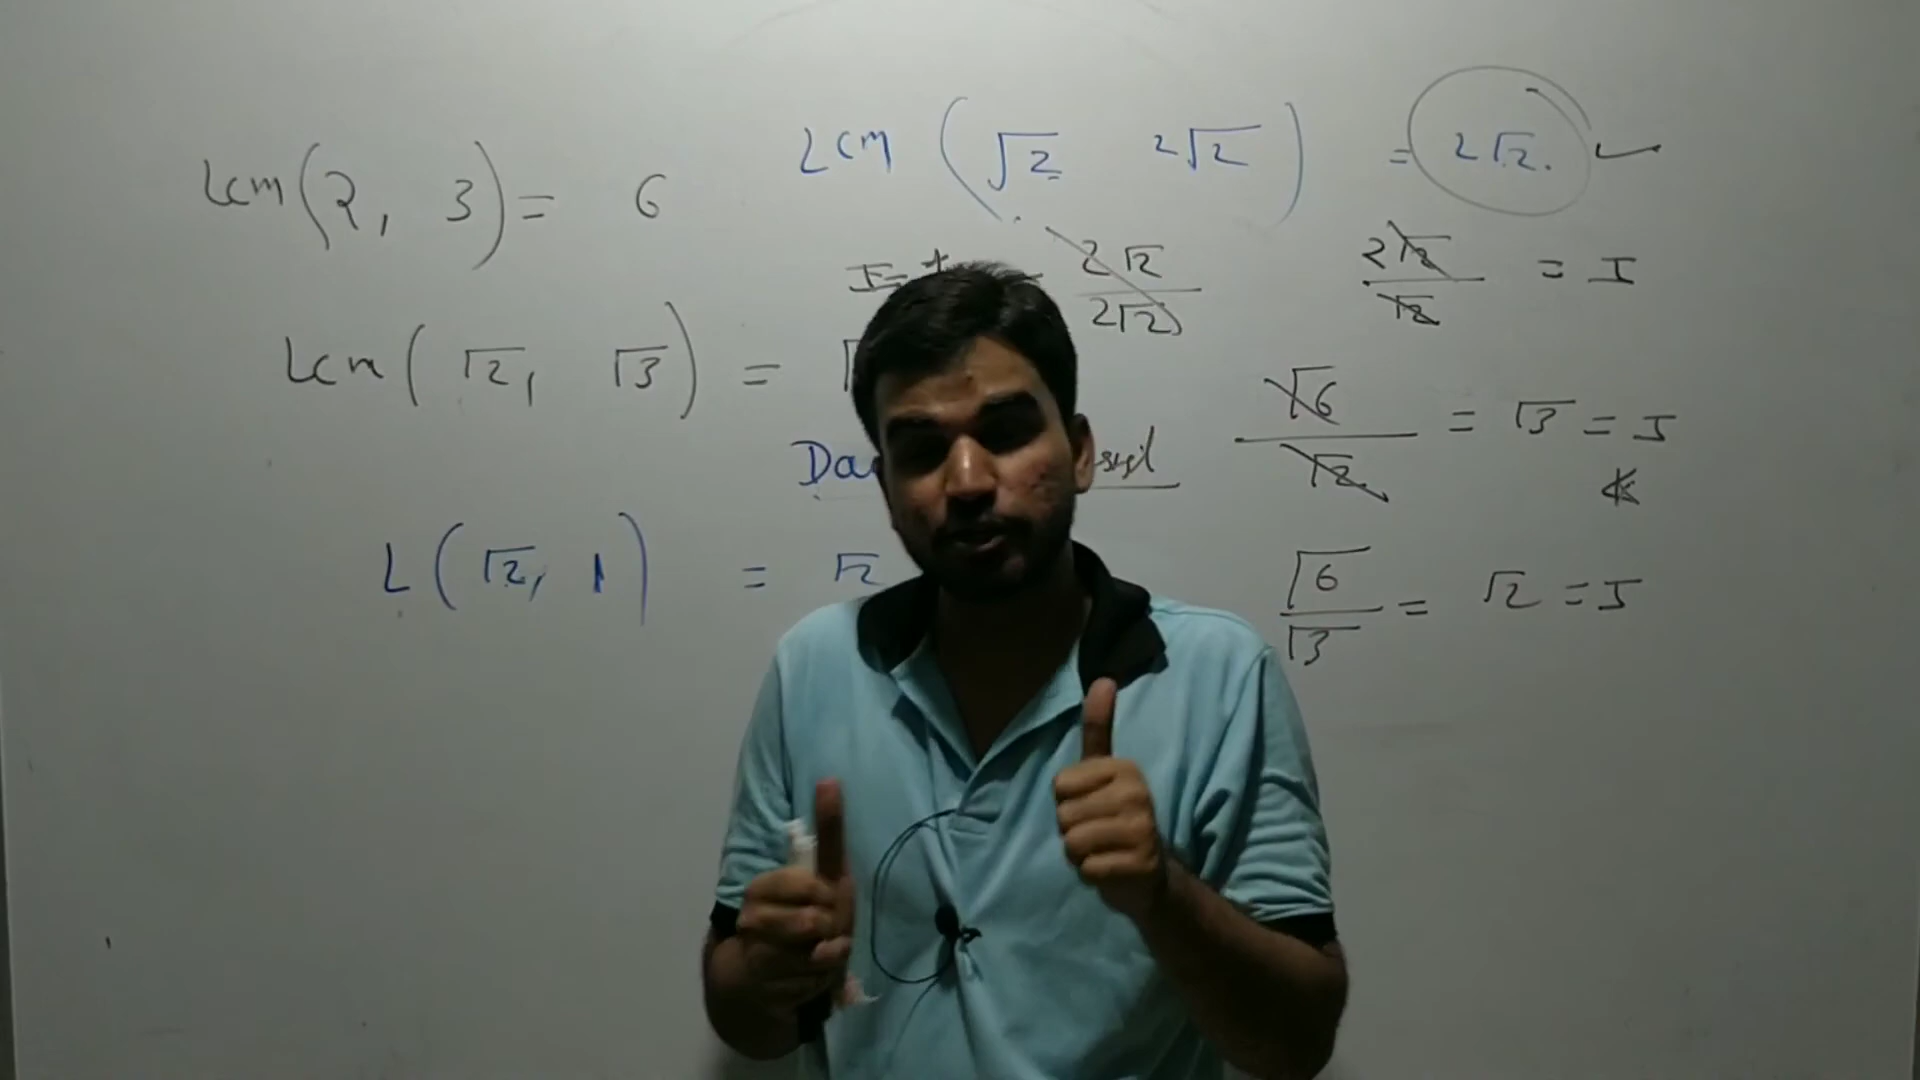 Lcm(2, 3) = 6
Lcm (√2 2√2) = 2√2. ✓
2√2 / 2√2
2√2 / √2 = I
Lcm(√2, √3) =
√6 / √2 = √3 = I
L(√2, 1) = √2
√6 / √3 = √2 = I